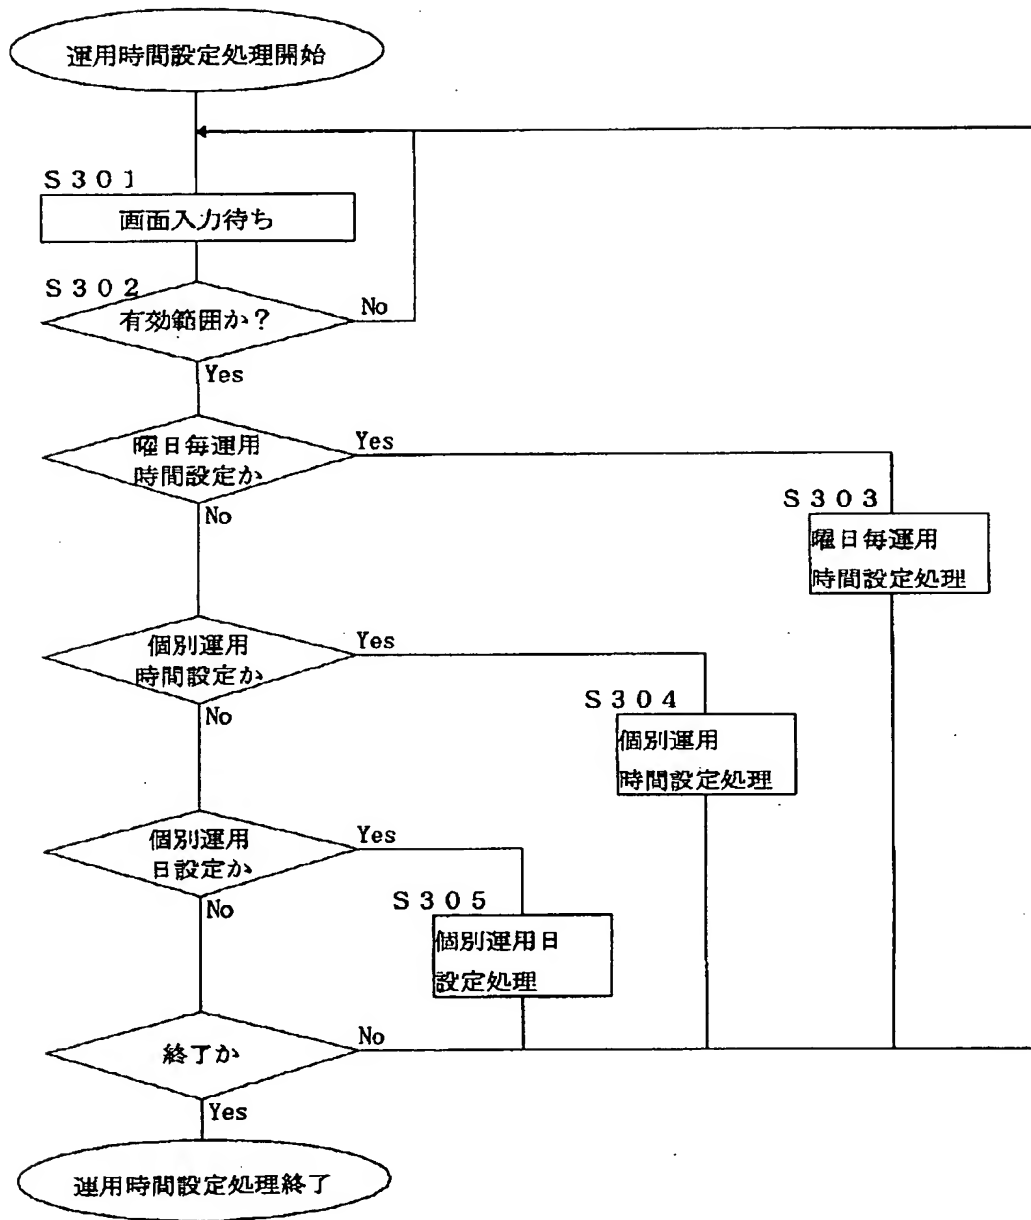 運用時間設定処理開始
S301
画面入力待ち
S302
有効範囲か?
No
Yes
曜日毎運用
時間設定か
Yes
No
S303
曜日毎運用
時間設定処理
個別運用
時間設定か
Yes
No
S304
個別運用
時間設定処理
個別運用
日設定か
Yes
No
S305
個別運用日
設定処理
終了か
No
Yes
運用時間設定処理終了